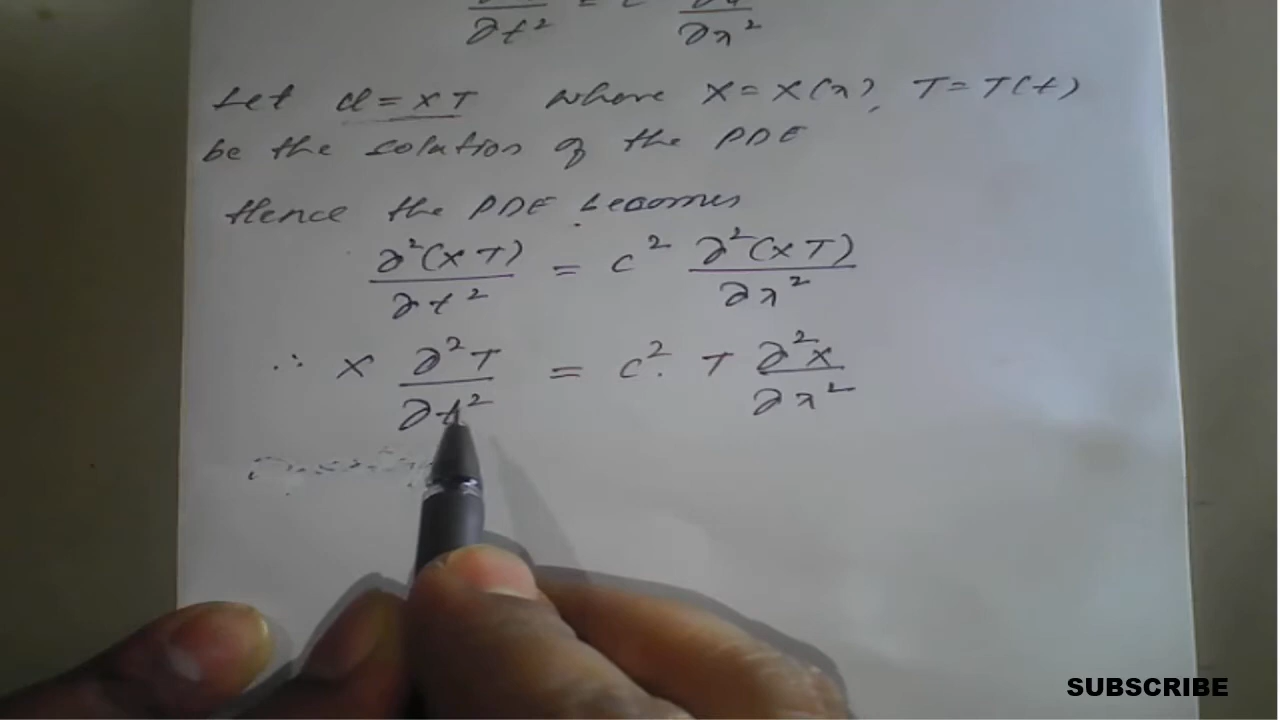 ∂t² = c² ∂x²
Let u = XT where X = X(x), T = T(t)
be the solution of the PDE
Hence the PDE becomes
∂²(XT)/∂t² = c² ∂²(XT)/∂x²
∴ X ∂²T/∂t² = c². T ∂²X/∂x²
SUBSCRIBE